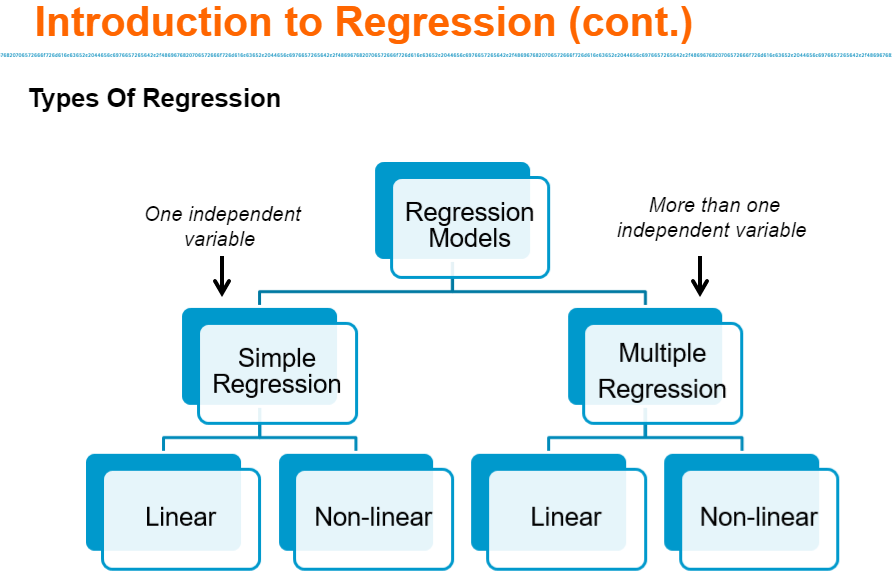 Introduction to Regression (cont.)
Types Of Regression
One independent
variable
More than one
independent variable
Regression
Models
Simple
Regression
Multiple
Regression
Linear
Non-linear
Linear
Non-linear